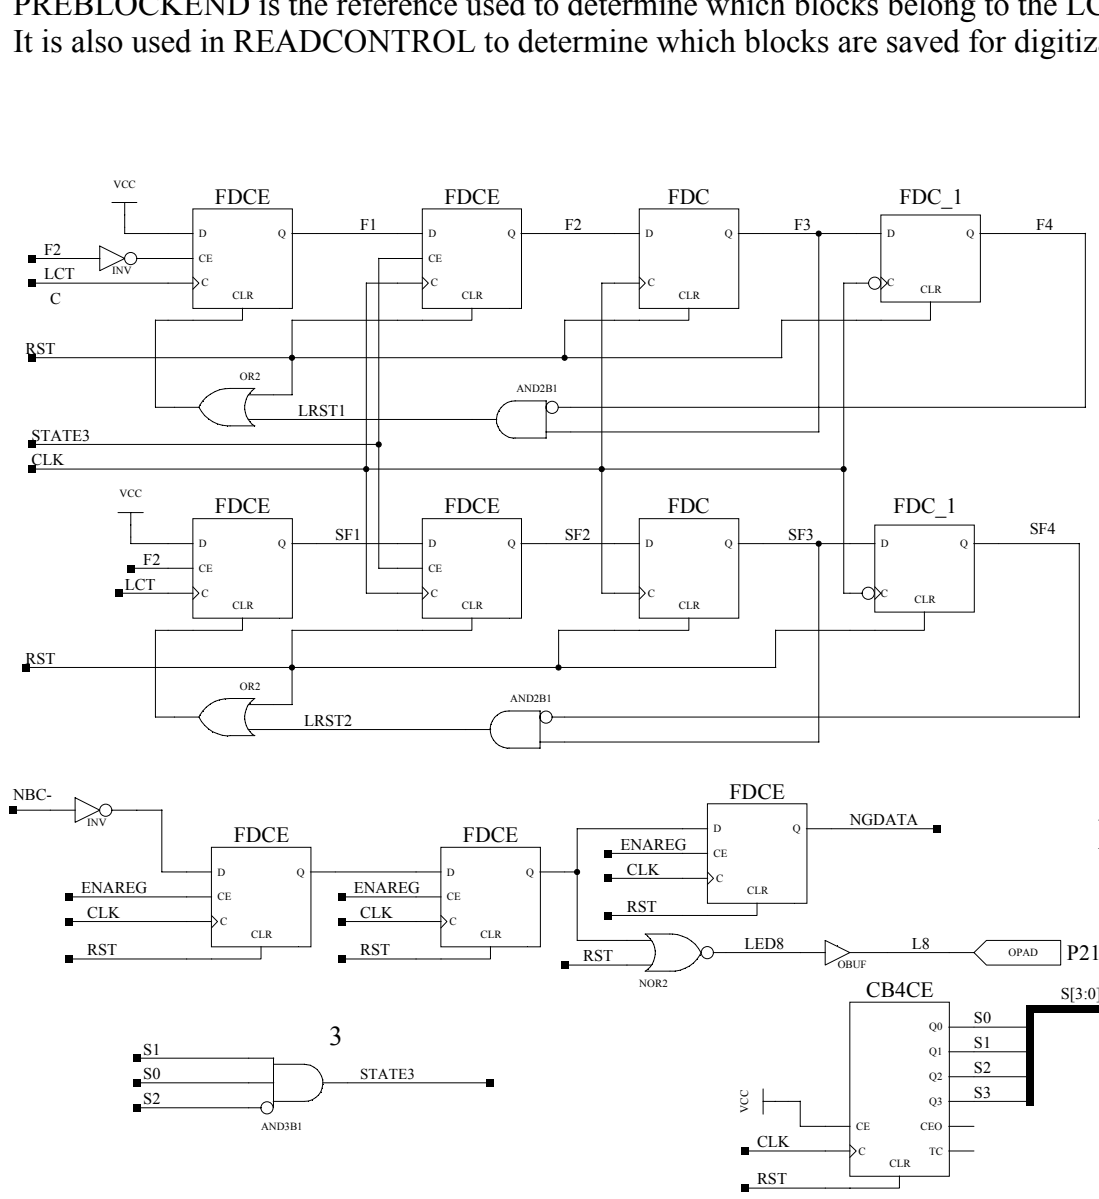 PREBLOCKEND is the reference used to determine which blocks belong to the LC
It is also used in READCONTROL to determine which blocks are saved for digitiz
VCC
FDCE
FDCE
FDC
FDC_1
F2
INV
LCT
C
D
CE
C
Q
CLR
F1
D
CE
C
Q
CLR
F2
D
C
Q
CLR
F3
D
C
Q
CLR
F4
RST
OR2
LRST1
AND2B1
STATE3
CLK
VCC
FDCE
FDCE
FDC
FDC_1
F2
LCT
D
CE
C
Q
CLR
SF1
D
CE
C
Q
CLR
SF2
D
C
Q
CLR
SF3
D
C
Q
CLR
SF4
RST
OR2
LRST2
AND2B1
NBC-
INV
FDCE
D
CE
C
Q
CLR
ENAREG
CLK
RST
FDCE
D
CE
C
Q
CLR
ENAREG
CLK
RST
FDCE
D
CE
C
Q
CLR
ENAREG
CLK
RST
NGDATA
RST
NOR2
LED8
OBUF
L8
OPAD
P21
3
S1
S0
S2
AND3B1
STATE3
CB4CE
Q0
Q1
Q2
Q3
CE
CEO
C
TC
CLR
S0
S1
S2
S3
S[3:0]
VCC
CLK
RST